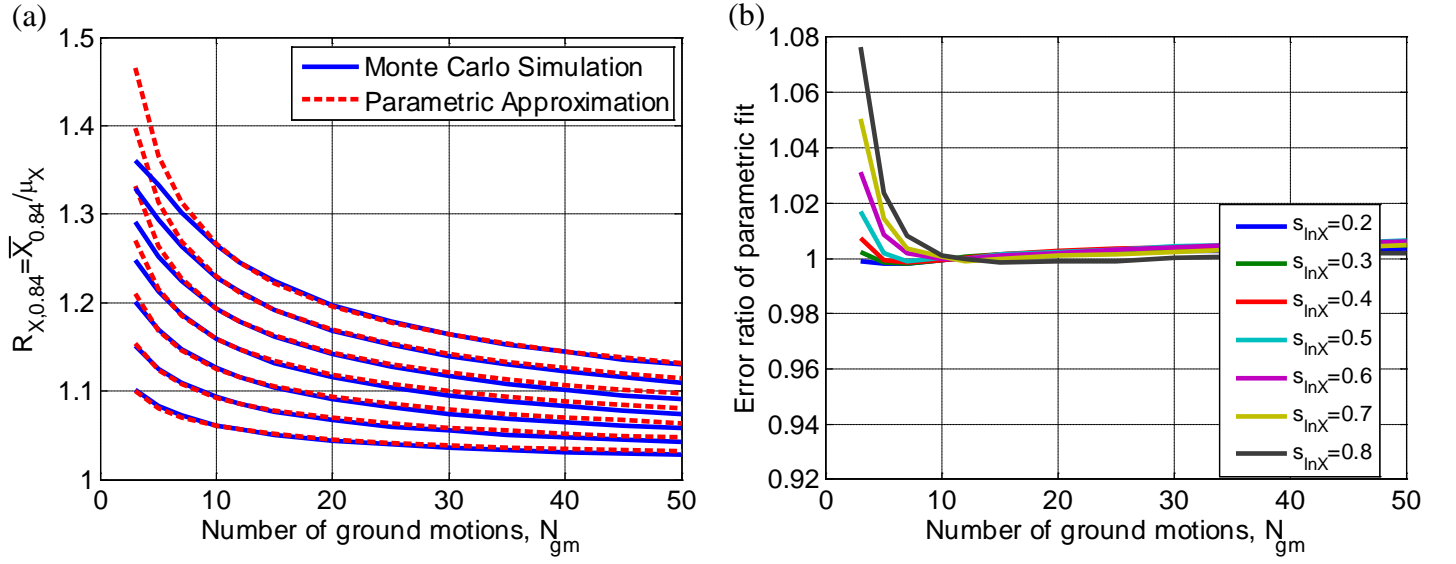 (a)
1.5
1.4
1.3
1.2
1.1
1
0
10
20
30
40
50
R_X,0.84=X̅_0.84/μ_X
Number of ground motions, N_gm
Monte Carlo Simulation
Parametric Approximation
(b)
1.08
1.06
1.04
1.02
1
0.98
0.96
0.94
0.92
0
10
20
30
40
50
Error ratio of parametric fit
Number of ground motions, N_gm
s_lnX=0.2
s_lnX=0.3
s_lnX=0.4
s_lnX=0.5
s_lnX=0.6
s_lnX=0.7
s_lnX=0.8